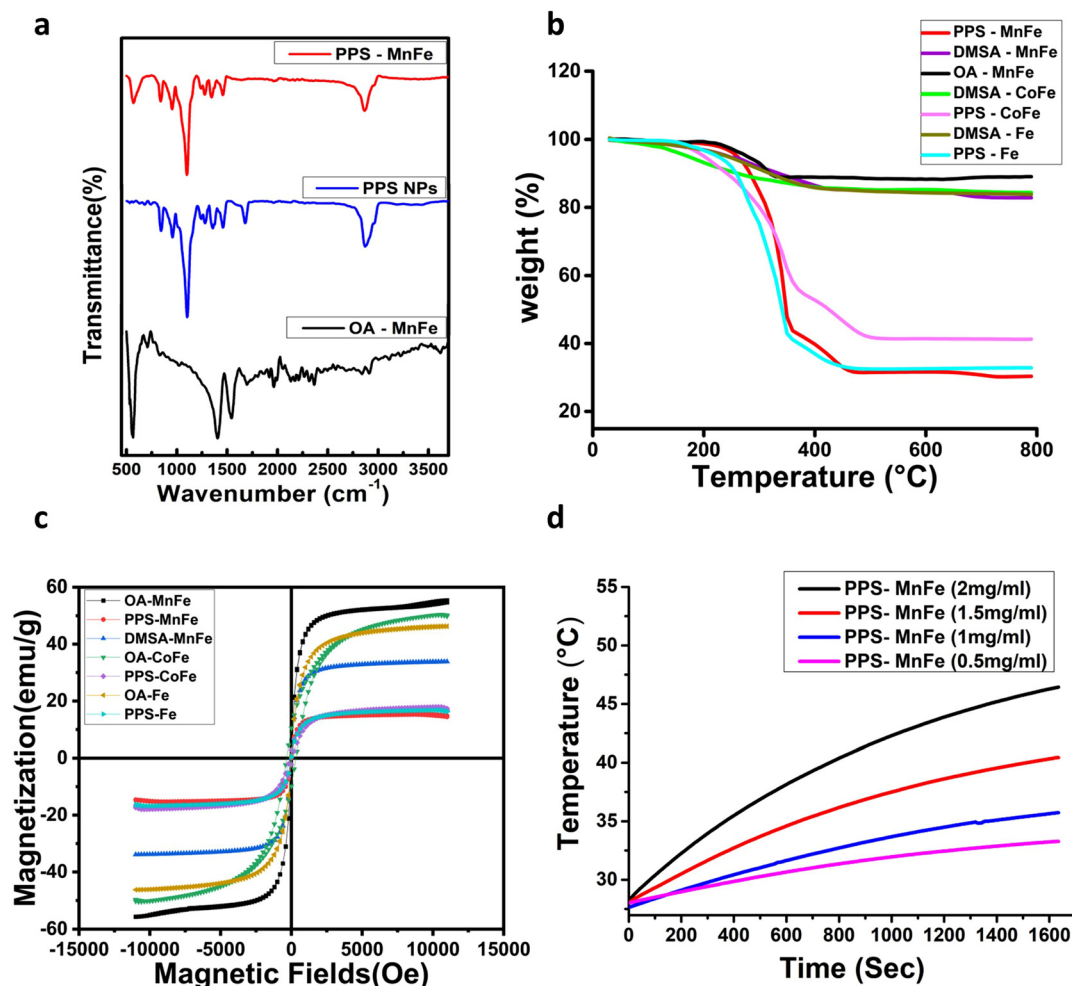 a
PPS - MnFe
PPS NPs
OA - MnFe
Transmittance(%)
500 1000 1500 2000 2500 3000 3500
Wavenumber (cm⁻¹)
b
PPS - MnFe
DMSA - MnFe
OA - MnFe
DMSA - CoFe
PPS - CoFe
DMSA - Fe
PPS - Fe
120
100
80
60
40
20
weight (%)
0 200 400 600 800
Temperature (°C)
c
60
40
20
0
-20
-40
-60
OA-MnFe
PPS-MnFe
DMSA-MnFe
OA-CoFe
PPS-CoFe
OA-Fe
PPS-Fe
Magnetization(emu/g)
-15000 -10000 -5000 0 5000 10000 15000
Magnetic Fields(Oe)
d
55
50
45
40
35
30
PPS- MnFe (2mg/ml)
PPS- MnFe (1.5mg/ml)
PPS- MnFe (1mg/ml)
PPS- MnFe (0.5mg/ml)
Temperature (°C)
0 200 400 600 800 1000 1200 1400 1600
Time (Sec)